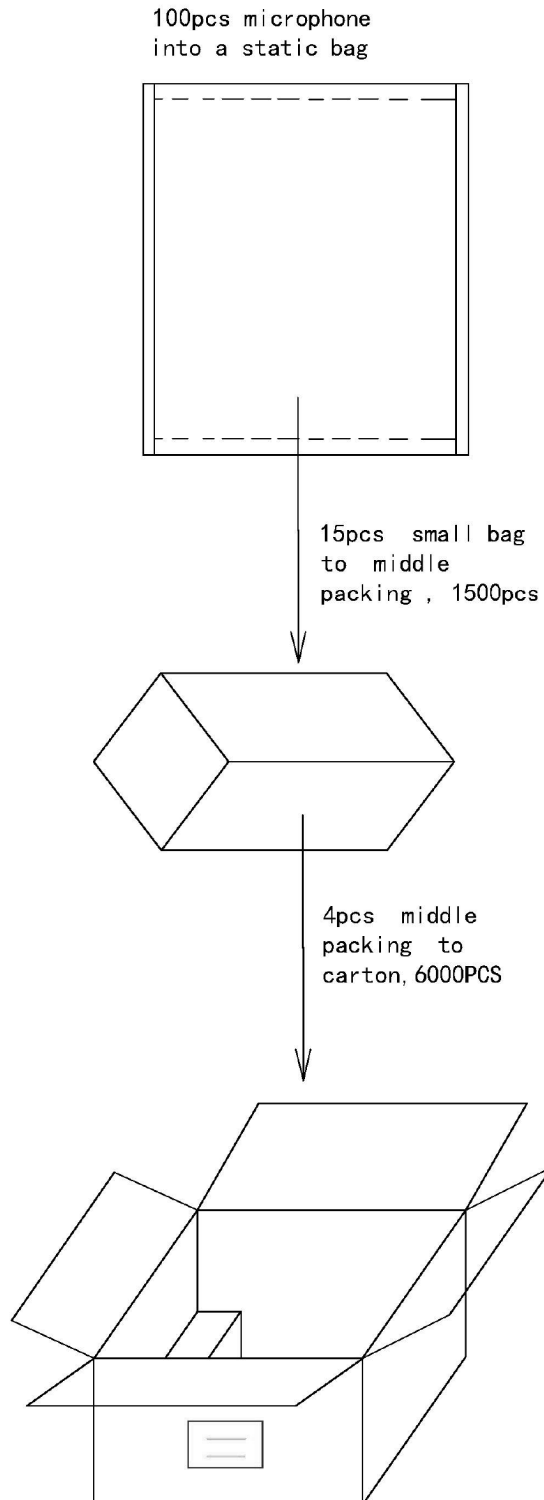 100pcs microphone
into a static bag
15pcs small bag
to middle
packing , 1500pcs
4pcs middle
packing to
carton,6000PCS